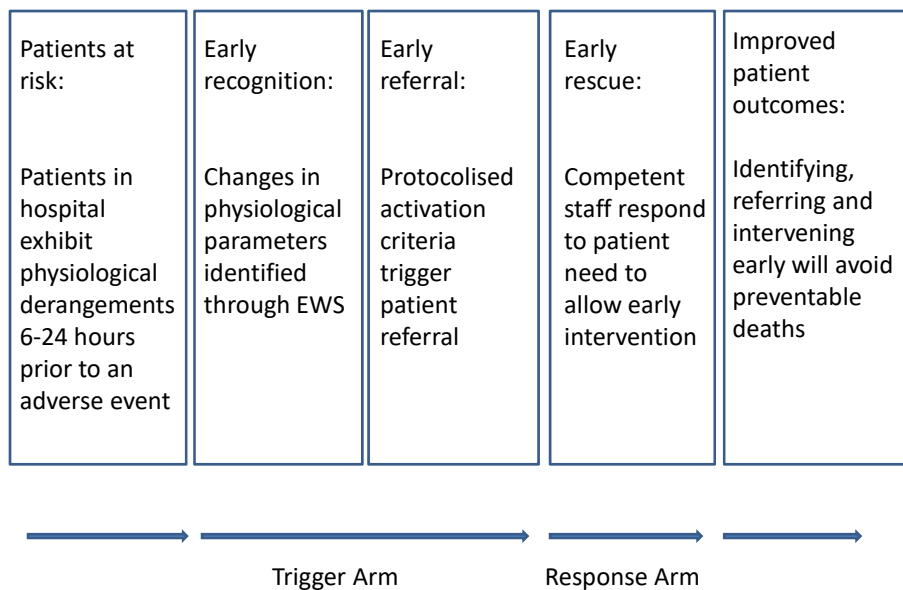 Patients at
risk:
Patients in
hospital
exhibit
physiological
derangements
6-24 hours
prior to an
adverse event
Early
recognition:
Changes in
physiological
parameters
identified
through EWS
Early
referral:
Protocolised
activation
criteria
trigger
patient
referral
Early
rescue:
Competent
staff respond
to patient
need to
allow early
intervention
Improved
patient
outcomes:
Identifying,
referring and
intervening
early will avoid
preventable
deaths
Trigger Arm
Response Arm